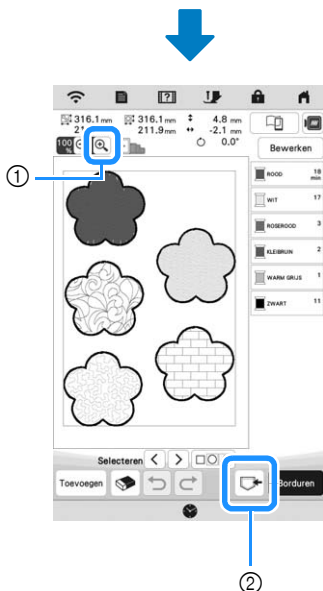 316.1 mm 316.1 mm 4.8 mm
211.9 mm -2.1 mm
100 % 0.0°
Bewerken
①
ROOD 18 min
WIT 17
ROSEROOD 3
KLEIBRUIN 2
WARM GRIJS 1
ZWART 11
Selecteren
Toevoegen Borduren
②